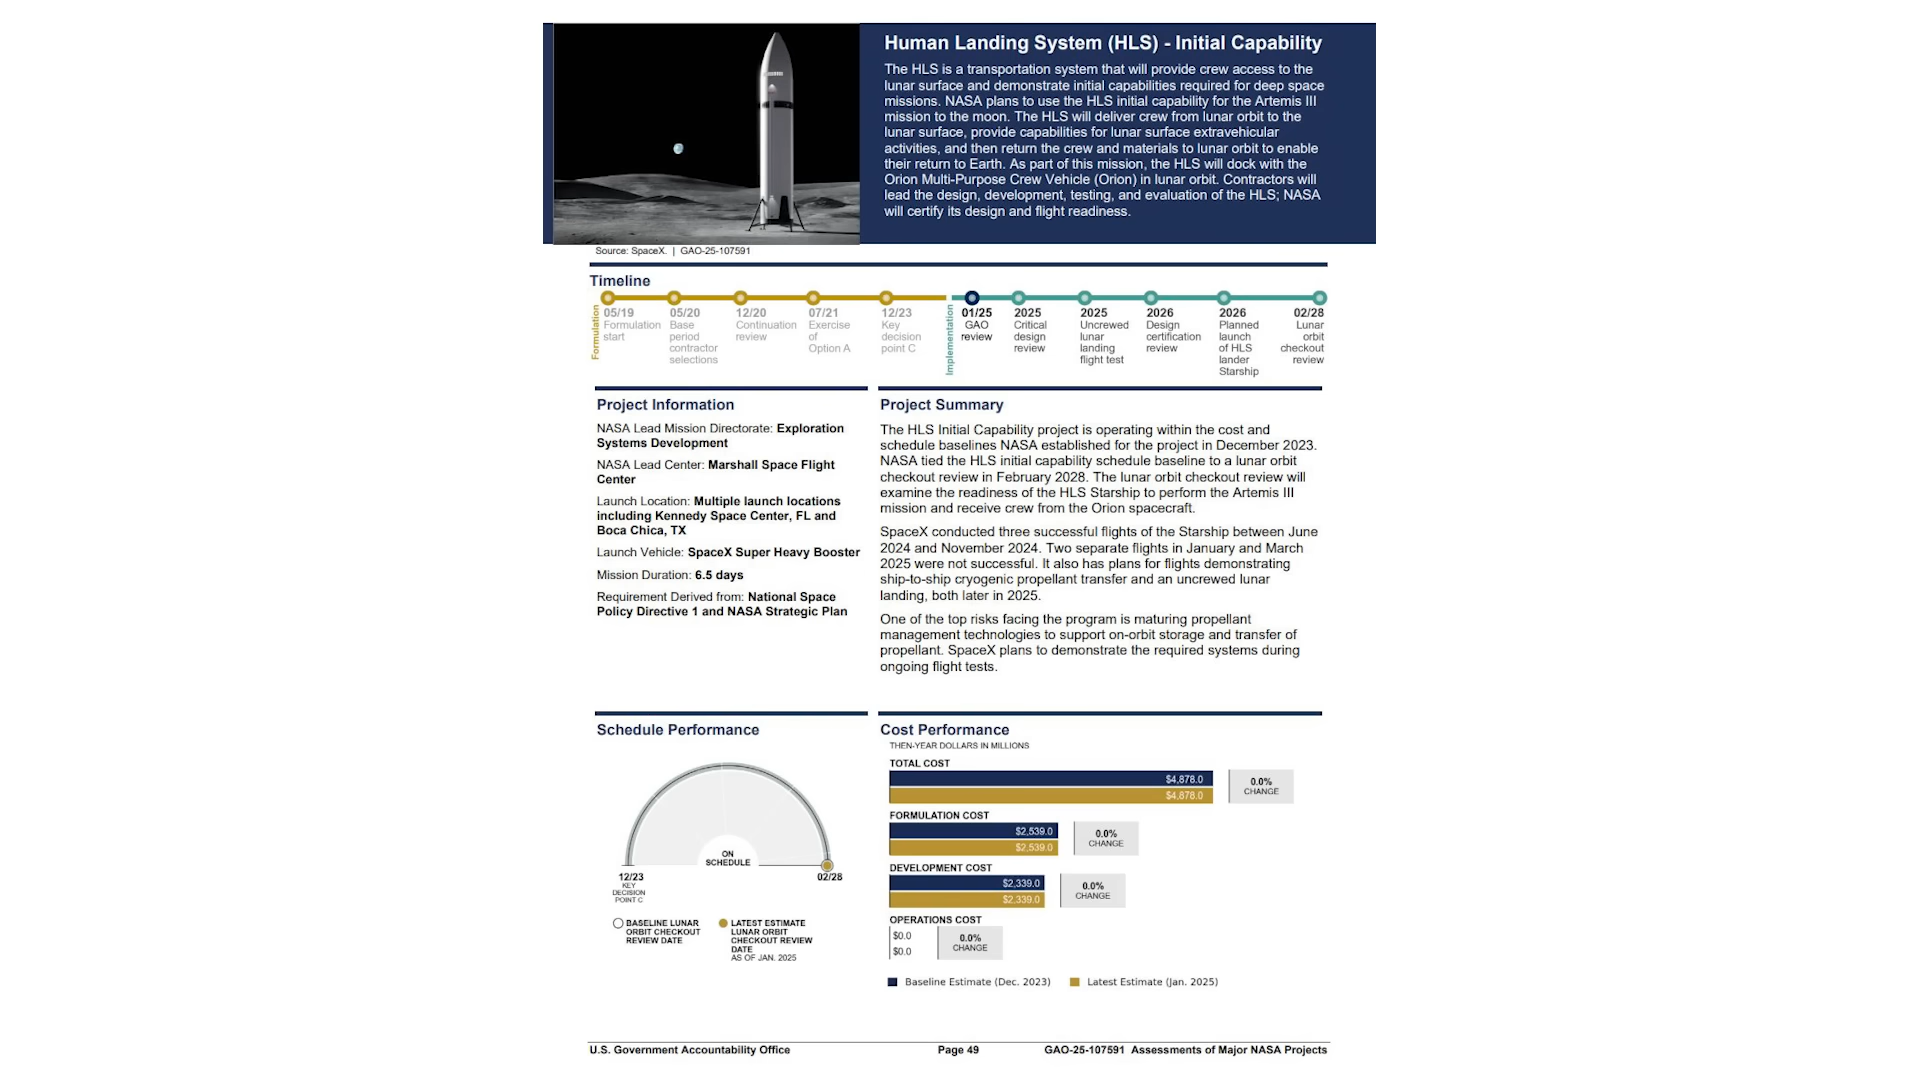 Human Landing System (HLS) - Initial Capability
The HLS is a transportation system that will provide crew access to the
lunar surface and demonstrate initial capabilities required for deep space
missions. NASA plans to use the HLS initial capability for the Artemis III
mission to the moon. The HLS will deliver crew from lunar orbit to the
lunar surface, provide capabilities for lunar surface extravehicular
activities, and then return the crew and materials to lunar orbit to enable
their return to Earth. As part of this mission, the HLS will dock with the
Orion Multi-Purpose Crew Vehicle (Orion) in lunar orbit. Contractors will
lead the design, development, testing, and evaluation of the HLS; NASA
will certify its design and flight readiness.
Source: SpaceX. | GAO-25-107591
Timeline
Formulation
05/19
Formulation
start
05/20
Base
period
contractor
selections
12/20
Continuation
review
07/21
Exercise
of
Option A
12/23
Key
decision
point C
Implementation
01/25
GAO
review
2025
Critical
design
review
2025
Uncrewed
lunar
landing
flight test
2026
Design
certification
review
2026
Planned
launch
of HLS
lander
Starship
02/28
Lunar
orbit
checkout
review
Project Information
NASA Lead Mission Directorate: Exploration
Systems Development
NASA Lead Center: Marshall Space Flight
Center
Launch Location: Multiple launch locations
including Kennedy Space Center, FL and
Boca Chica, TX
Launch Vehicle: SpaceX Super Heavy Booster
Mission Duration: 6.5 days
Requirement Derived from: National Space
Policy Directive 1 and NASA Strategic Plan
Project Summary
The HLS Initial Capability project is operating within the cost and
schedule baselines NASA established for the project in December 2023.
NASA tied the HLS initial capability schedule baseline to a lunar orbit
checkout review in February 2028. The lunar orbit checkout review will
examine the readiness of the HLS Starship to perform the Artemis III
mission and receive crew from the Orion spacecraft.
SpaceX conducted three successful flights of the Starship between June
2024 and November 2024. Two separate flights in January and March
2025 were not successful. It also has plans for flights demonstrating
ship-to-ship cryogenic propellant transfer and an uncrewed lunar
landing, both later in 2025.
One of the top risks facing the program is maturing propellant
management technologies to support on-orbit storage and transfer of
propellant. SpaceX plans to demonstrate the required systems during
ongoing flight tests.
Schedule Performance
ON
SCHEDULE
12/23
KEY
DECISION
POINT C
02/28
BASELINE LUNAR
ORBIT CHECKOUT
REVIEW DATE
LATEST ESTIMATE
LUNAR ORBIT
CHECKOUT REVIEW
DATE
AS OF JAN. 2025
Cost Performance
THEN-YEAR DOLLARS IN MILLIONS
TOTAL COST
$4,878.0
$4,878.0
0.0%
CHANGE
FORMULATION COST
$2,539.0
$2,539.0
0.0%
CHANGE
DEVELOPMENT COST
$2,339.0
$2,339.0
0.0%
CHANGE
OPERATIONS COST
$0.0
$0.0
0.0%
CHANGE
Baseline Estimate (Dec. 2023)
Latest Estimate (Jan. 2025)
U.S. Government Accountability Office
Page 49
GAO-25-107591 Assessments of Major NASA Projects